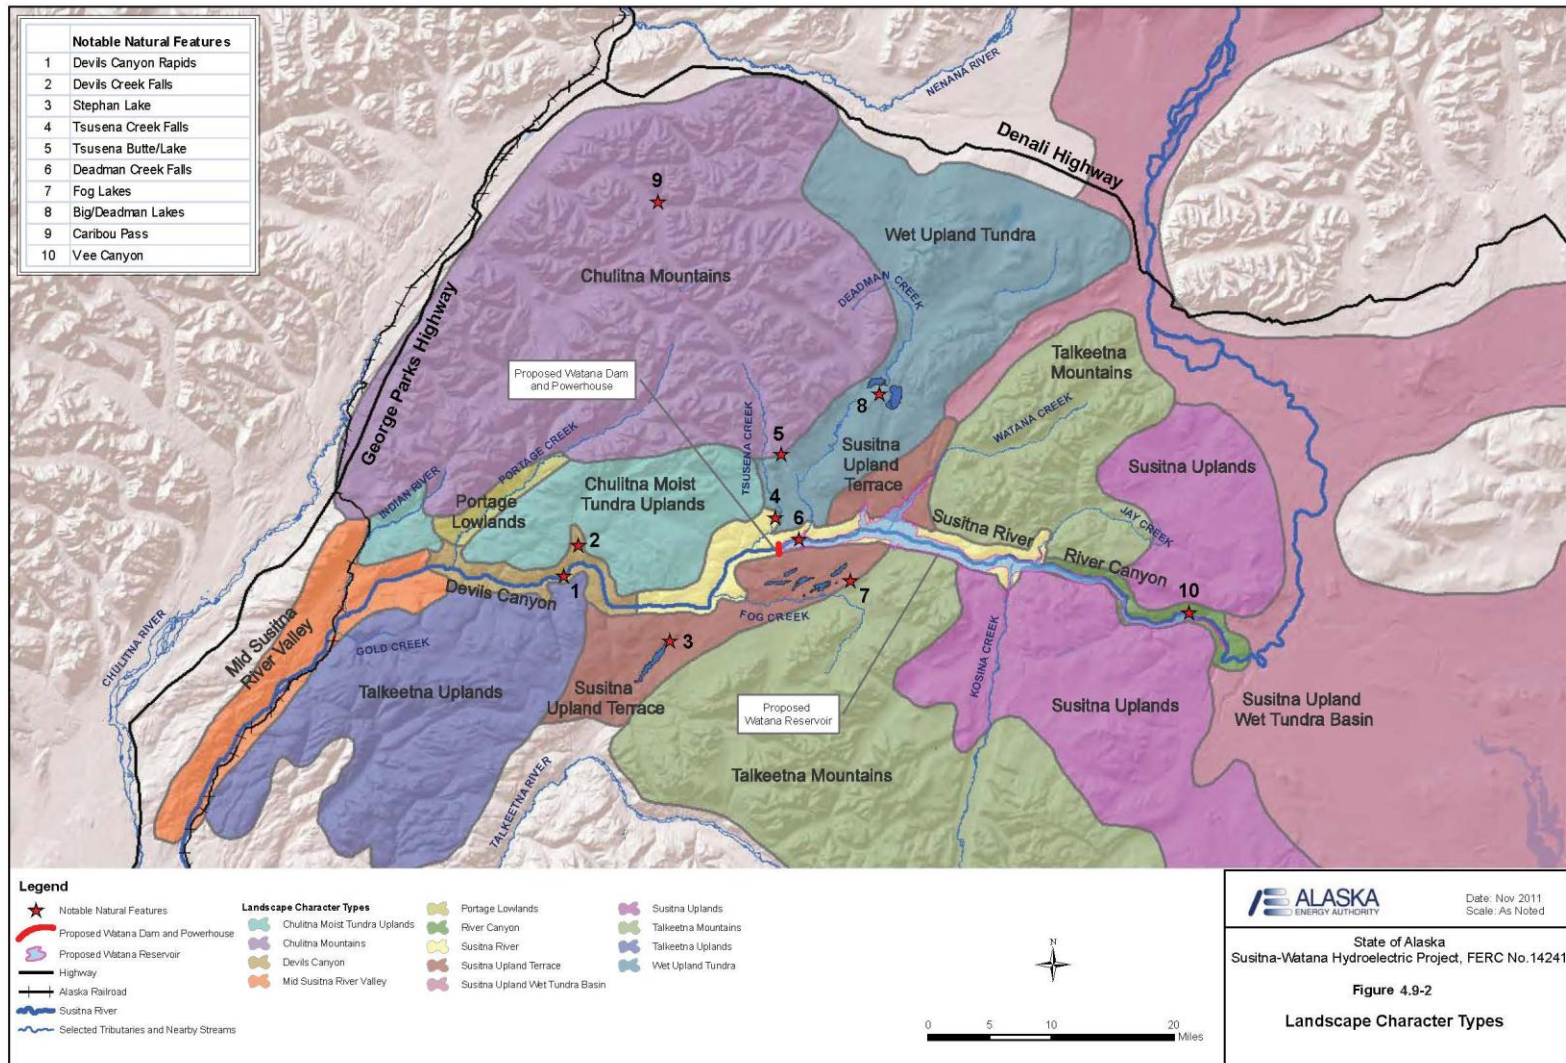 Notable Natural Features
1 Devils Canyon Rapids
2 Devils Creek Falls
3 Stephan Lake
4 Tsusena Creek Falls
5 Tsusena Butte/Lake
6 Deadman Creek Falls
7 Fog Lakes
8 Big/Deadman Lakes
9 Caribou Pass
10 Vee Canyon
NENANA RIVER
Denali Highway
9
Wet Upland Tundra
Chulitna Mountains
DEADMAN CREEK
George Parks Highway
Proposed Watana Dam
and Powerhouse
Talkeetna
Mountains
8
WATANA CREEK
TSUSENA CREEK
5
Susitna
Upland
Terrace
Susitna Uplands
PORTAGE CREEK
INDIAN RIVER
Portage
Lowlands
Chulitna Moist
Tundra Uplands
4
6
Susitna River
JAY CREEK
2
River Canyon
Devils Canyon
1
7
10
FOG CREEK
CHULITNA RIVER
Mid Susitna
River Valley
GOLD CREEK
3
KOSINA CREEK
Talkeetna Uplands
Susitna
Upland Terrace
Proposed
Watana Reservoir
Susitna Uplands
Susitna Upland
Wet Tundra Basin
TALKEETNA RIVER
Talkeetna Mountains
Legend
Notable Natural Features
Proposed Watana Dam and Powerhouse
Proposed Watana Reservoir
Highway
Alaska Railroad
Susitna River
Selected Tributaries and Nearby Streams
Landscape Character Types
Chulitna Moist Tundra Uplands
Chulitna Mountains
Devils Canyon
Mid Susitna River Valley
Portage Lowlands
River Canyon
Susitna River
Susitna Upland Terrace
Susitna Upland Wet Tundra Basin
Susitna Uplands
Talkeetna Mountains
Talkeetna Uplands
Wet Upland Tundra
N
0 5 10 20
Miles
ALASKA
ENERGY AUTHORITY
Date: Nov 2011
Scale: As Noted
State of Alaska
Susitna-Watana Hydroelectric Project, FERC No.14241
Figure 4.9-2
Landscape Character Types